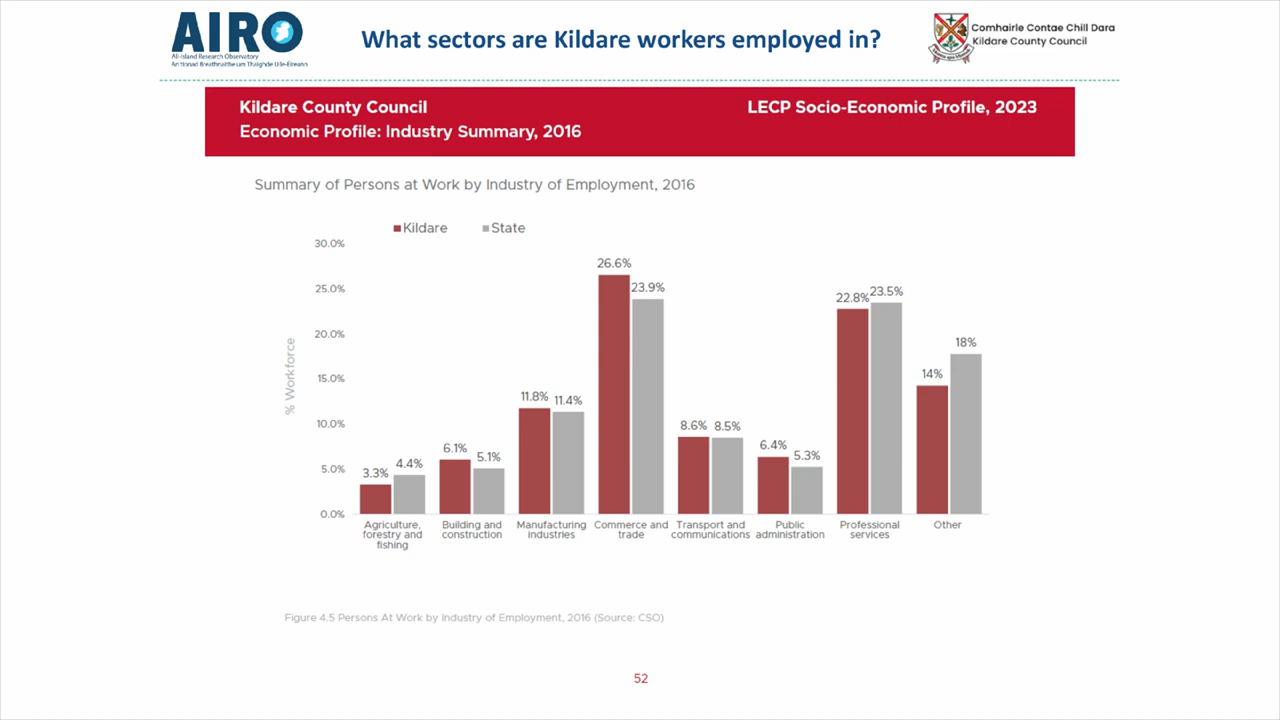 AIRO
All-Island Research Observatory
What sectors are Kildare workers employed in?
Comhairle Contae Chill Dara
Kildare County Council
Kildare County Council
LECP Socio-Economic Profile, 2023
Economic Profile: Industry Summary, 2016
Summary of Persons at Work by Industry of Employment, 2016
Kildare
State
% Workforce
30.0%
25.0%
20.0%
15.0%
10.0%
5.0%
0.0%
3.3%
4.4%
6.1%
5.1%
11.8%
11.4%
26.6%
23.9%
8.6%
8.5%
6.4%
5.3%
22.8%
23.5%
14%
18%
Agriculture,
forestry and
fishing
Building and
construction
Manufacturing
industries
Commerce and
trade
Transport and
communications
Public
administration
Professional
services
Other
Figure 4.5 Persons At Work by Industry of Employment, 2016 (Source: CSO)
52